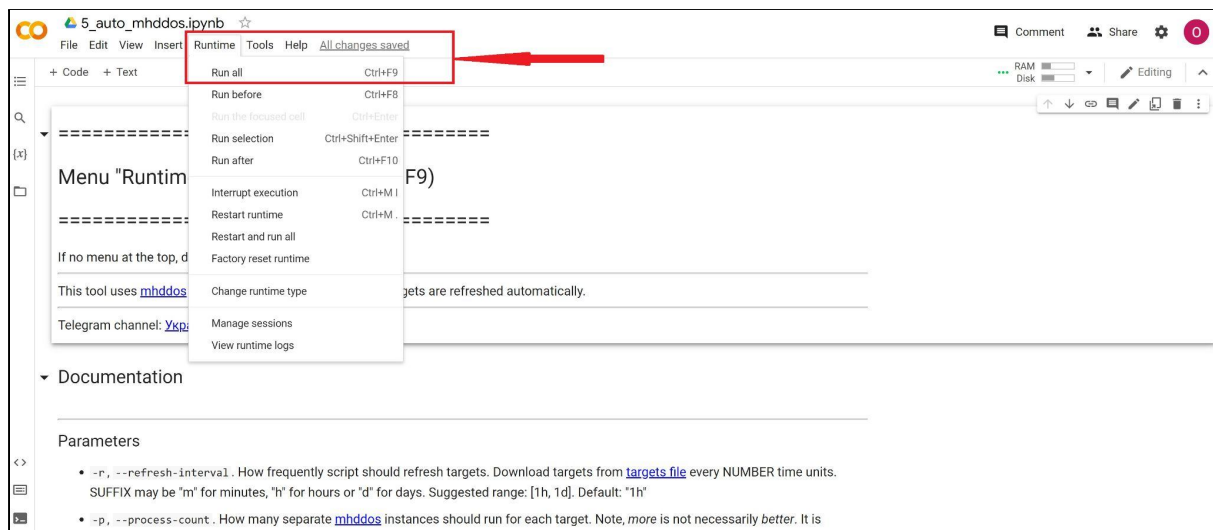 5_auto_mhddos.ipynb
File Edit View Insert Runtime Tools Help All changes saved
Comment Share O
+ Code + Text
RAM
Disk
Editing
Run all Ctrl+F9
Run before Ctrl+F8
Run the focused cell Ctrl+Enter
Run selection Ctrl+Shift+Enter
Run after Ctrl+F10
Interrupt execution Ctrl+M I
Restart runtime Ctrl+M .
Restart and run all
Factory reset runtime
Change runtime type
Manage sessions
View runtime logs
{x}
Menu "Runtim F9)
If no menu at the top, d
This tool uses mhddos gets are refreshed automatically.
Telegram channel: Укра
Documentation
Parameters
-r, --refresh-interval. How frequently script should refresh targets. Download targets from targets file every NUMBER time units.
SUFFIX may be "m" for minutes, "h" for hours or "d" for days. Suggested range: [1h, 1d]. Default: "1h"
-p, --process-count. How many separate mhddos instances should run for each target. Note, more is not necessarily better. It is